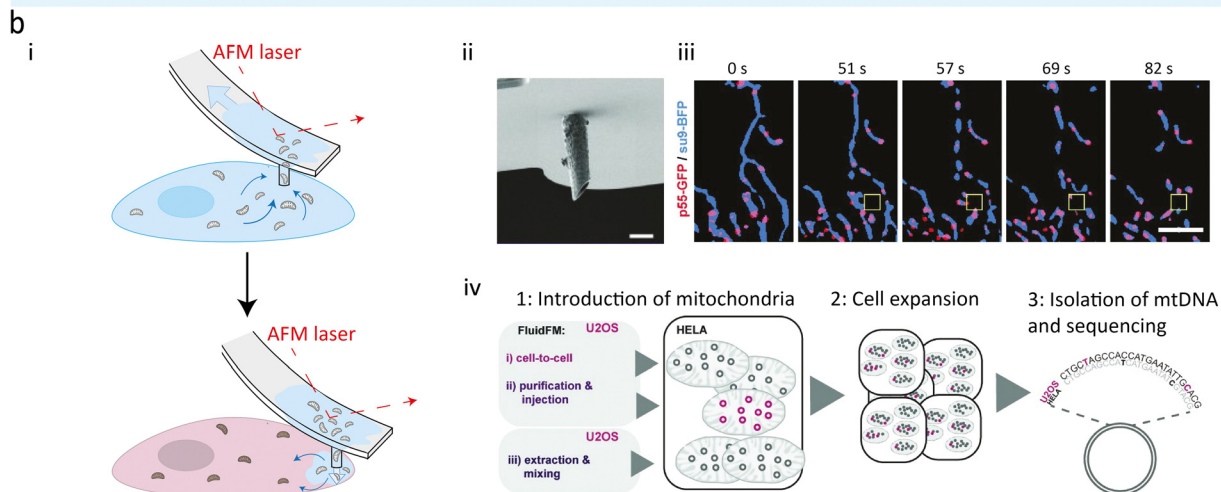 b
i
AFM laser
AFM laser
ii
iii
0 s
51 s
57 s
69 s
82 s
p55-GFP / su9-BFP
iv
1: Introduction of mitochondria
FluidFM: U2OS
i) cell-to-cell
ii) purification &
injection
U2OS
iii) extraction &
mixing
HELA
2: Cell expansion
3: Isolation of mtDNA
and sequencing
U2OS CTGCTAGCCACCATGAATATTGCACG
HELA
T
C